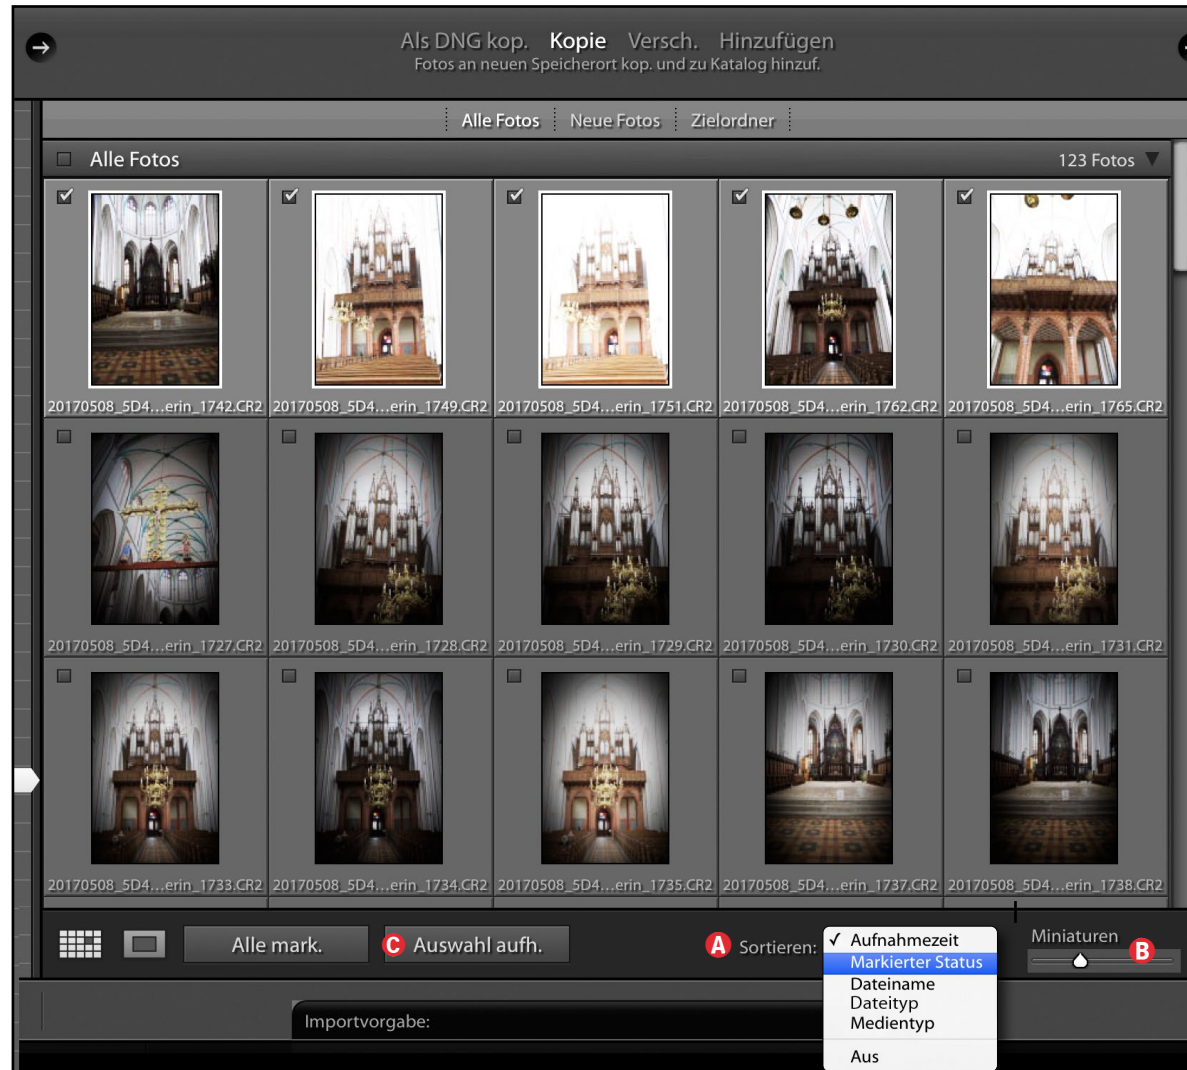 Als DNG kop. Kopie Versch. Hinzufügen
Fotos an neuen Speicherort kop. und zu Katalog hinzuf.
Alle Fotos Neue Fotos Zielordner
Alle Fotos 123 Fotos
20170508_5D4...erin_1742.CR2 20170508_5D4...erin_1749.CR2 20170508_5D4...erin_1751.CR2 20170508_5D4...erin_1762.CR2 20170508_5D4...erin_1765.CR2
20170508_5D4...erin_1727.CR2 20170508_5D4...erin_1728.CR2 20170508_5D4...erin_1729.CR2 20170508_5D4...erin_1730.CR2 20170508_5D4...erin_1731.CR2
20170508_5D4...erin_1733.CR2 20170508_5D4...erin_1734.CR2 20170508_5D4...erin_1735.CR2 20170508_5D4...erin_1737.CR2 20170508_5D4...erin_1738.CR2
Alle mark. C Auswahl aufh. A Sortieren: ✓ Aufnahmezeit Miniaturen B
Markierter Status
Dateiname
Dateityp
Medientyp
Aus
Importvorgabe: